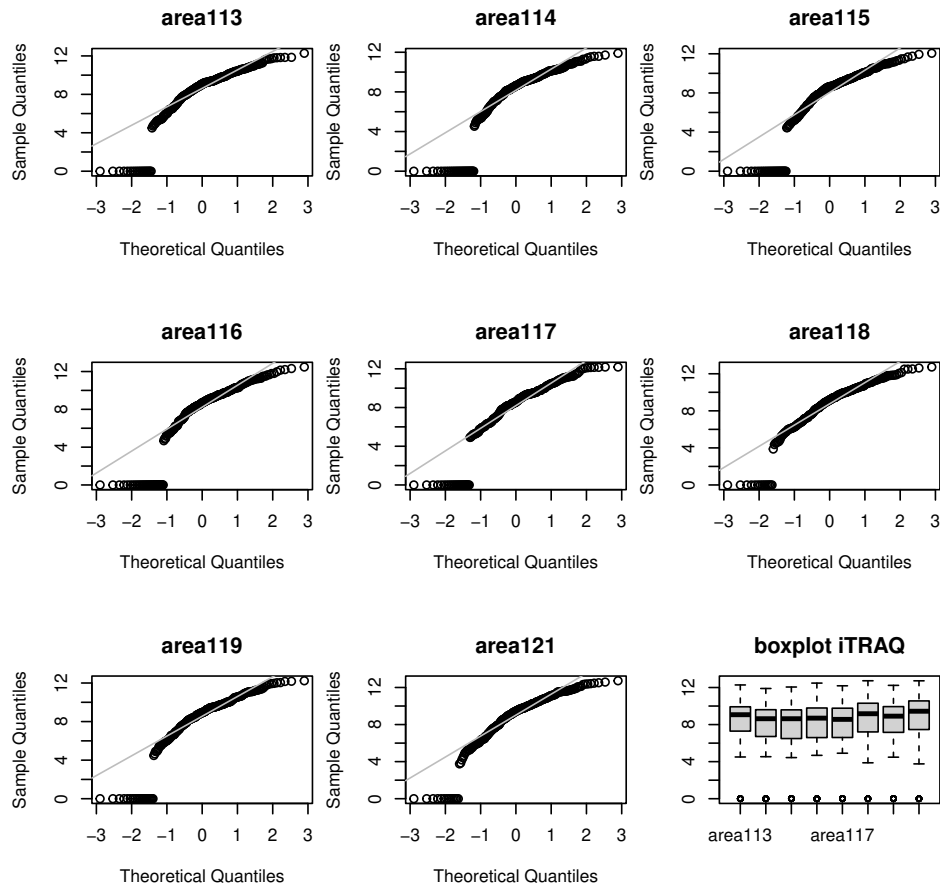 area113
area114
area115
Sample Quantiles
12
8
4
0
Sample Quantiles
12
8
4
0
Sample Quantiles
12
8
4
0
−3 −2 −1 0 1 2 3
−3 −2 −1 0 1 2 3
−3 −2 −1 0 1 2 3
Theoretical Quantiles
Theoretical Quantiles
Theoretical Quantiles
area116
area117
area118
Sample Quantiles
12
8
4
0
Sample Quantiles
12
8
4
0
Sample Quantiles
12
8
4
0
−3 −2 −1 0 1 2 3
−3 −2 −1 0 1 2 3
−3 −2 −1 0 1 2 3
Theoretical Quantiles
Theoretical Quantiles
Theoretical Quantiles
area119
area121
boxplot iTRAQ
Sample Quantiles
12
8
4
0
Sample Quantiles
12
8
4
0
12
8
4
0
−3 −2 −1 0 1 2 3
−3 −2 −1 0 1 2 3
area113 area117
Theoretical Quantiles
Theoretical Quantiles